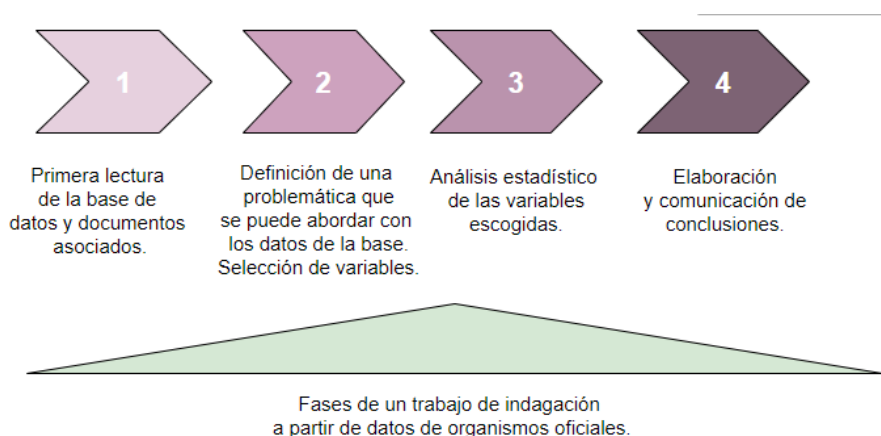 1
2
3
4
Primera lectura
de la base de
datos y documentos
asociados.
Definición de una
problemática que
se puede abordar con
los datos de la base.
Selección de variables.
Análisis estadístico
de las variables
escogidas.
Elaboración
y comunicación de
conclusiones.
Fases de un trabajo de indagación
a partir de datos de organismos oficiales.